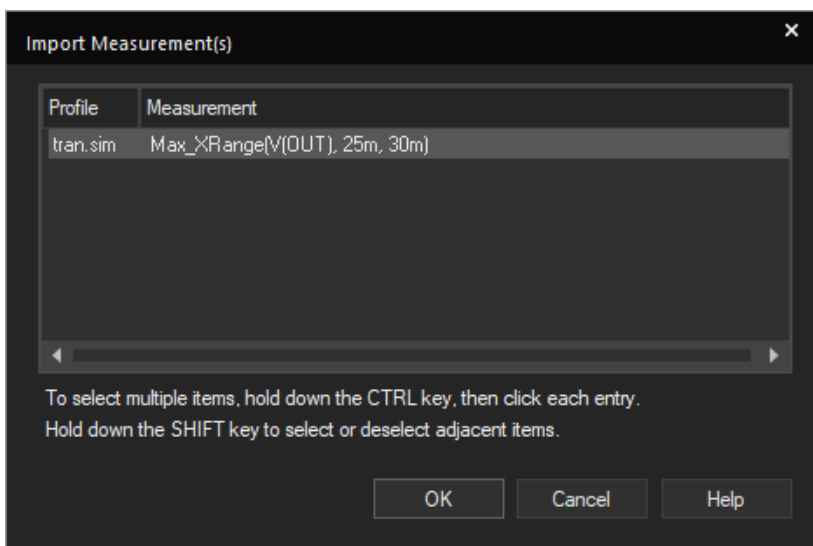 Import Measurement(s)
Profile Measurement
tran.sim Max_XRange(V(OUT), 25m, 30m)
To select multiple items, hold down the CTRL key, then click each entry.
Hold down the SHIFT key to select or deselect adjacent items.
OK Cancel Help